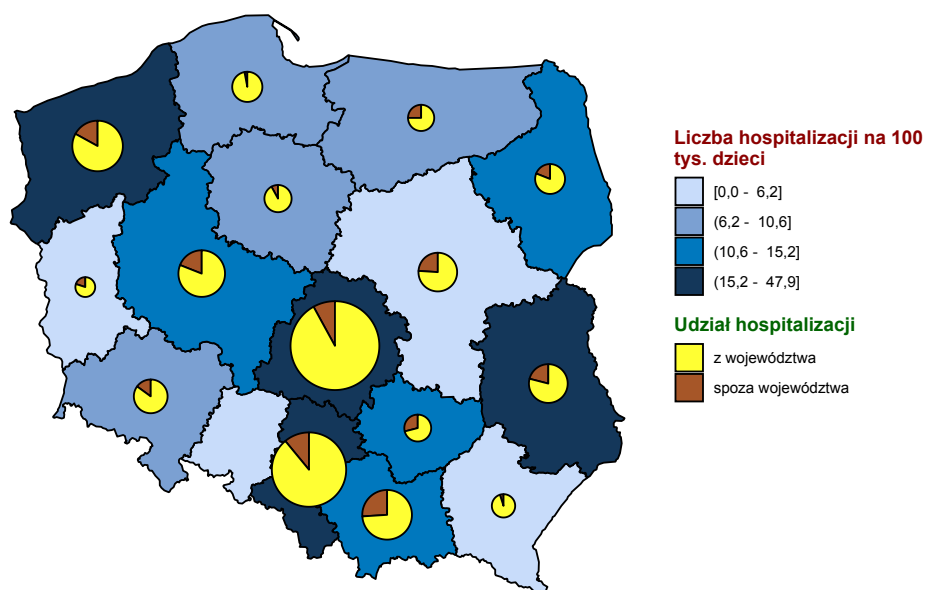 Liczba hospitalizacji na 100
tys. dzieci
[0,0 - 6,2]
(6,2 - 10,6]
(10,6 - 15,2]
(15,2 - 47,9]
Udział hospitalizacji
z województwa
spoza województwa